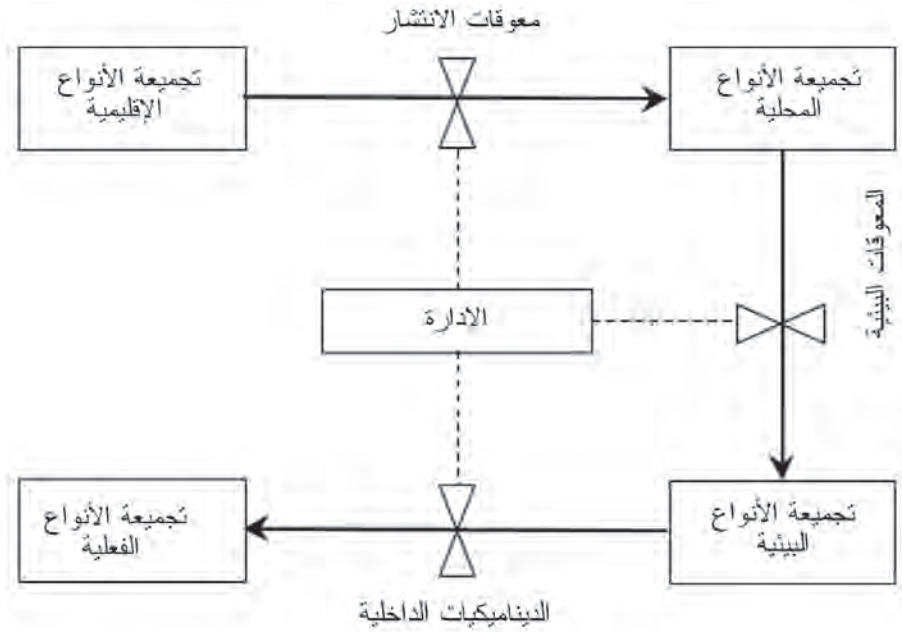 معوقات الانتشار
تجميعة الأنواع
الإقليمية
تجميعة الأنواع
المحلية
المعوقات البيئية
الادارة
تجميعة الأنواع
البيئية
تجميعة الأنواع
الفعلية
الديناميكيات الداخلية